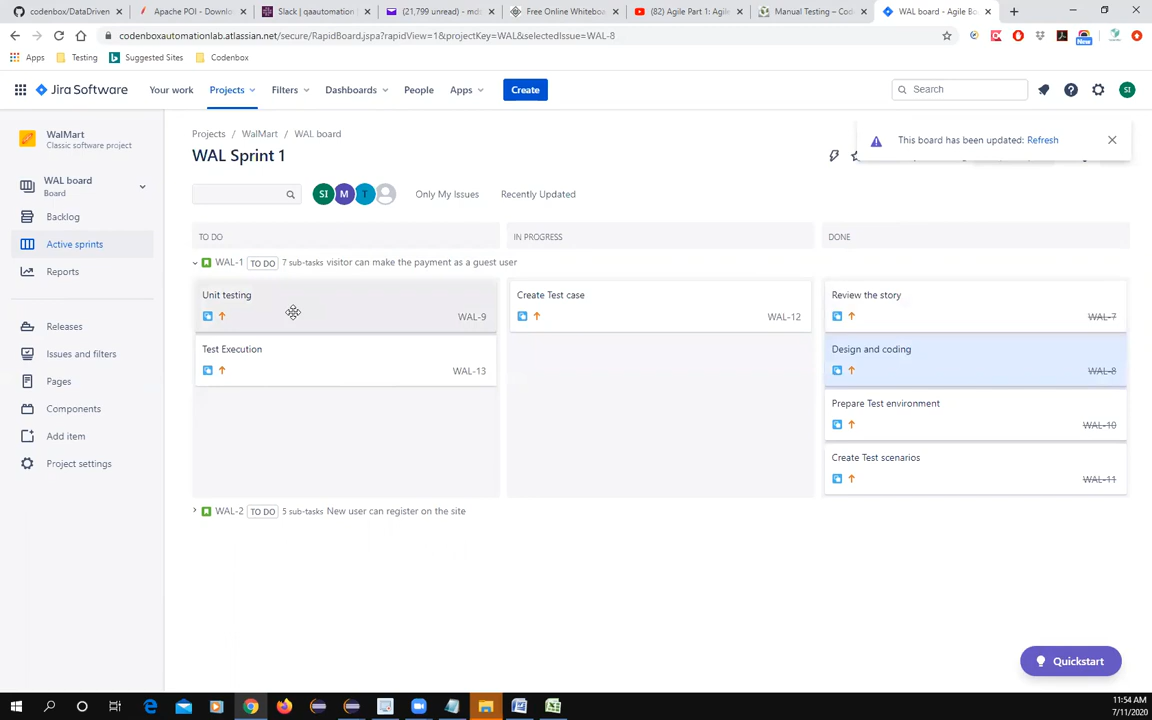 codenbox/DataDriven
Apache POI - Downlo
Slack | qaautomation
(21,799 unread) - mds
Free Online Whiteboa
(82) Agile Part 1: Agile
Manual Testing – Code
WAL board - Agile Bo
codenboxautomationlab.atlassian.net/secure/RapidBoard.jspa?rapidView=1&projectKey=WAL&selectedIssue=WAL-8
Apps
Testing
Suggested Sites
Codenbox
Jira Software
Your work
Projects
Filters
Dashboards
People
Apps
Create
Search
SI
WalMart
Classic software project
WAL board
Board
Backlog
Active sprints
Reports
Releases
Issues and filters
Pages
Components
Add item
Project settings
Projects / WalMart / WAL board
This board has been updated: Refresh
WAL Sprint 1
SI M T
Only My Issues
Recently Updated
TO DO
IN PROGRESS
DONE
WAL-1 TO DO 7 sub-tasks visitor can make the payment as a guest user
Unit testing
WAL-9
Test Execution
WAL-13
Create Test case
WAL-12
Review the story
WAL-7
Design and coding
WAL-8
Prepare Test environment
WAL-10
Create Test scenarios
WAL-11
WAL-2 TO DO 5 sub-tasks New user can register on the site
Quickstart
11:54 AM
7/11/2020